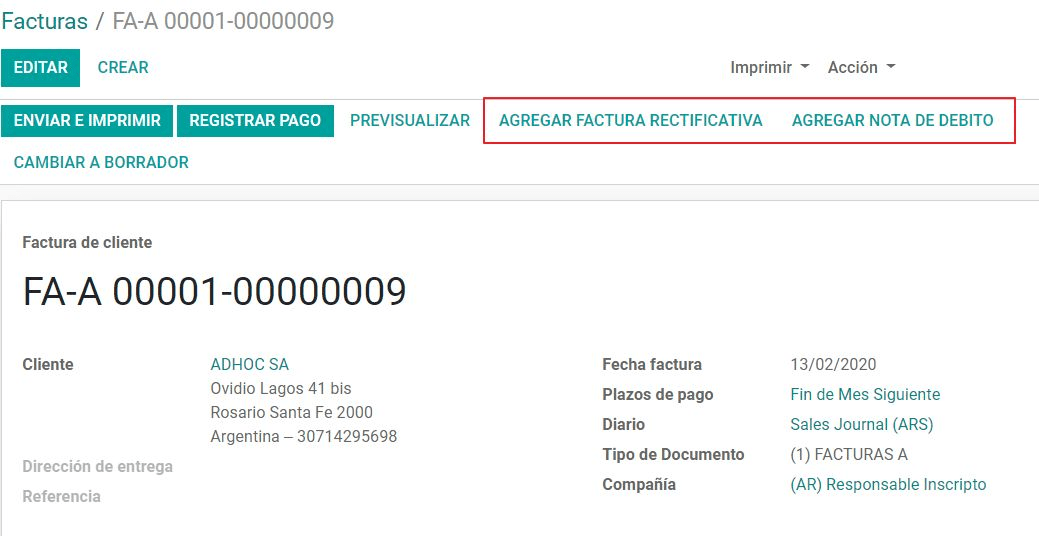 Facturas / FA-A 00001-00000009
EDITAR CREAR Imprimir Acción
ENVIAR E IMPRIMIR REGISTRAR PAGO PREVISUALIZAR AGREGAR FACTURA RECTIFICATIVA AGREGAR NOTA DE DEBITO
CAMBIAR A BORRADOR
Factura de cliente
FA-A 00001-00000009
Cliente ADHOC SA
Ovidio Lagos 41 bis
Rosario Santa Fe 2000
Argentina – 30714295698
Dirección de entrega
Referencia
Fecha factura 13/02/2020
Plazos de pago Fin de Mes Siguiente
Diario Sales Journal (ARS)
Tipo de Documento (1) FACTURAS A
Compañía (AR) Responsable Inscripto